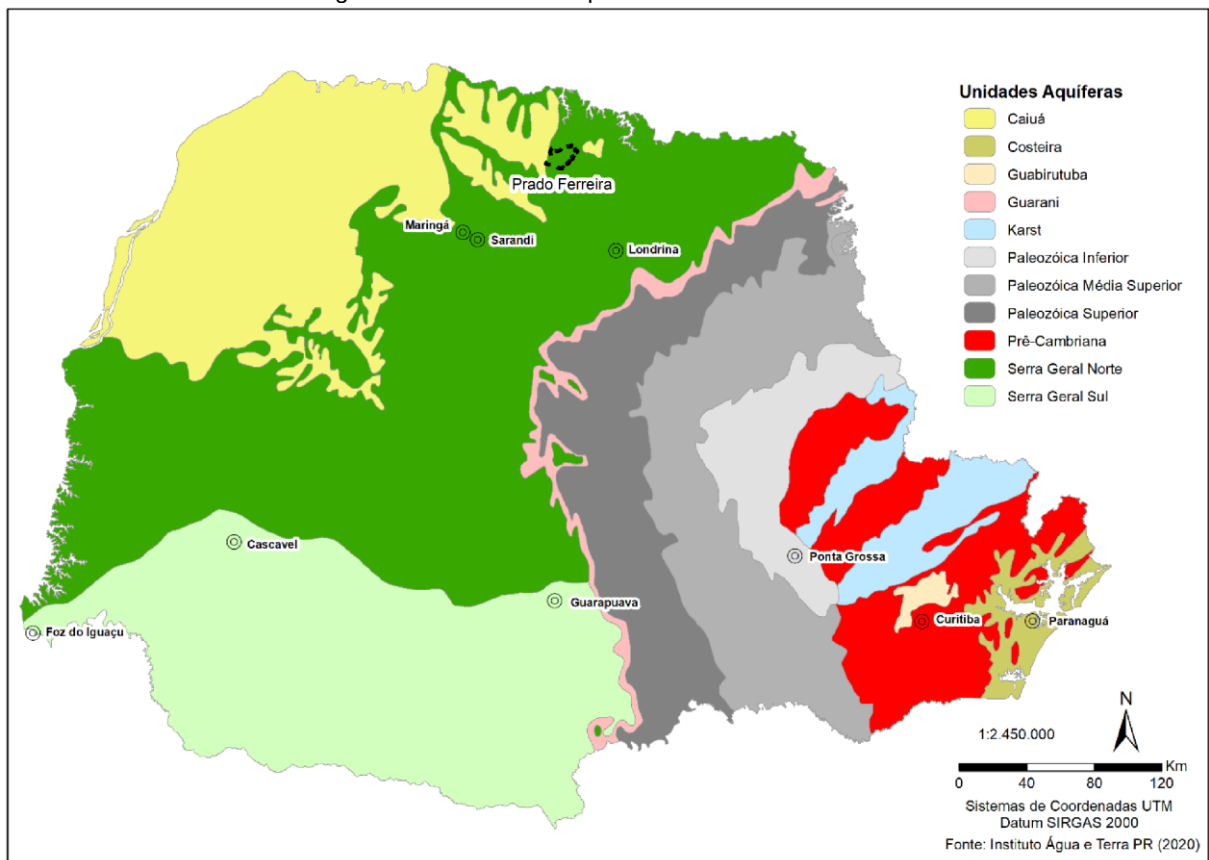 Unidades Aquíferas
Caiuá
Costeira
Guabirutuba
Guarani
Karst
Paleozóica Inferior
Paleozóica Média Superior
Paleozóica Superior
Pré-Cambriana
Serra Geral Norte
Serra Geral Sul
Prado Ferreira
Maringá
Sarandi
Londrina
Cascavel
Ponta Grossa
Guarapuava
Foz do Iguaçu
Curitiba
Paranaguá
N
1:2.450.000
Km
0 40 80 120
Sistemas de Coordenadas UTM
Datum SIRGAS 2000
Fonte: Instituto Água e Terra PR (2020)